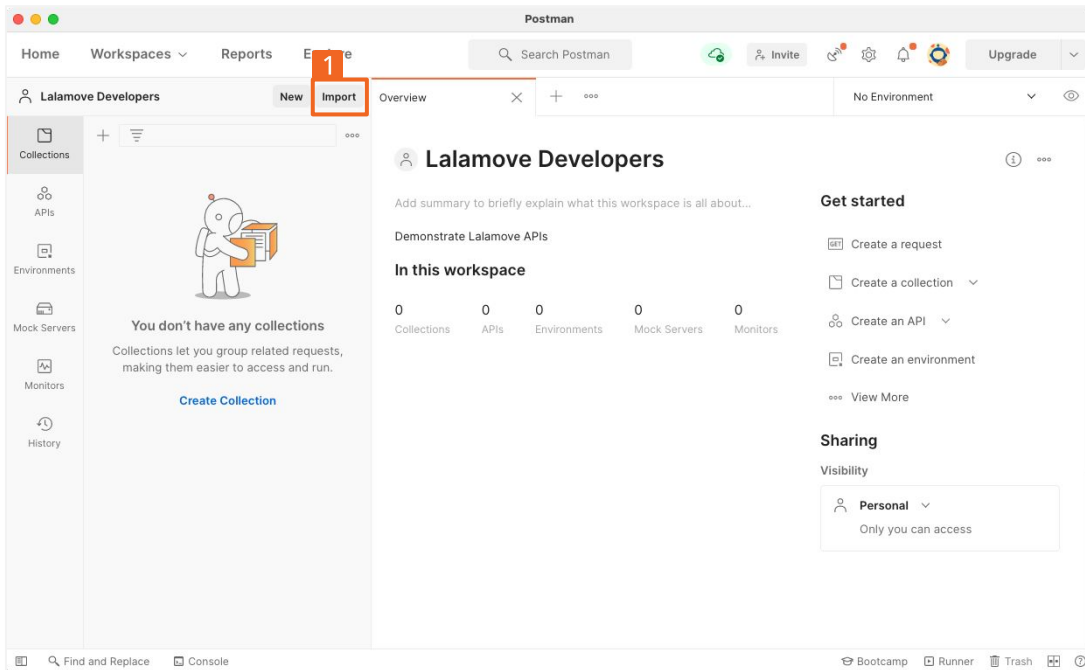 Postman
Home Workspaces Reports Explore Search Postman Invite Upgrade
1
Lalamove Developers New Import Overview No Environment
Collections
APIs
Environments
Mock Servers
Monitors
History
You don't have any collections
Collections let you group related requests,
making them easier to access and run.
Create Collection
Lalamove Developers
Add summary to briefly explain what this workspace is all about...
Demonstrate Lalamove APIs
In this workspace
0 0 0 0 0
Collections APIs Environments Mock Servers Monitors
Get started
GET Create a request
Create a collection
Create an API
Create an environment
View More
Sharing
Visibility
Personal
Only you can access
Find and Replace Console Bootcamp Runner Trash